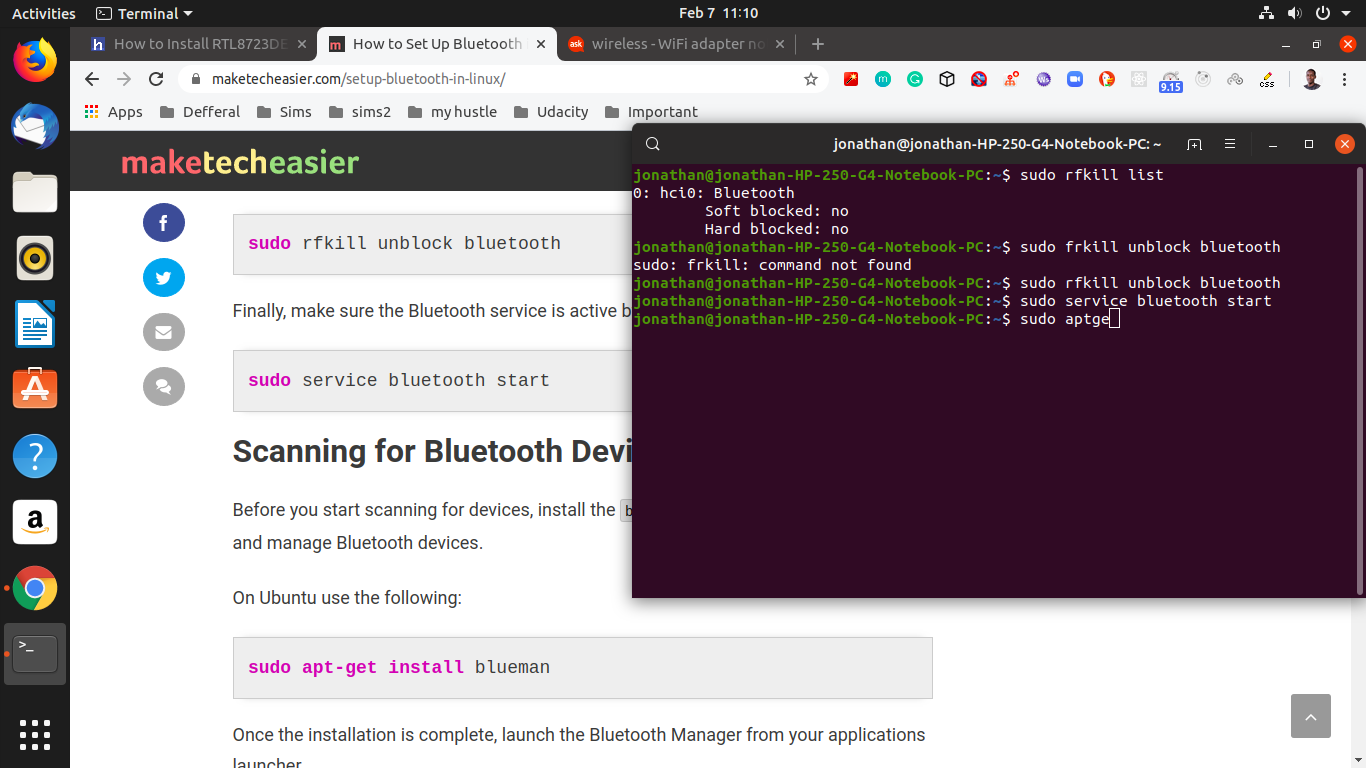 Activities
Terminal
Feb 7 11:10
How to Install RTL8723DE
How to Set Up Bluetooth
wireless - WiFi adapter no
maketecheasier.com/setup-bluetooth-in-linux/
9.15
css
Apps
Defferal
Sims
sims2
my hustle
Udacity
Important
maketecheasier
sudo rfkill unblock bluetooth
Finally, make sure the Bluetooth service is active b
sudo service bluetooth start
Scanning for Bluetooth Devi
Before you start scanning for devices, install the b
and manage Bluetooth devices.
On Ubuntu use the following:
sudo apt-get install blueman
Once the installation is complete, launch the Bluetooth Manager from your applications
launcher
jonathan@jonathan-HP-250-G4-Notebook-PC: ~
jonathan@jonathan-HP-250-G4-Notebook-PC:~$ sudo rfkill list
0: hci0: Bluetooth
Soft blocked: no
Hard blocked: no
jonathan@jonathan-HP-250-G4-Notebook-PC:~$ sudo frkill unblock bluetooth
sudo: frkill: command not found
jonathan@jonathan-HP-250-G4-Notebook-PC:~$ sudo rfkill unblock bluetooth
jonathan@jonathan-HP-250-G4-Notebook-PC:~$ sudo service bluetooth start
jonathan@jonathan-HP-250-G4-Notebook-PC:~$ sudo aptge